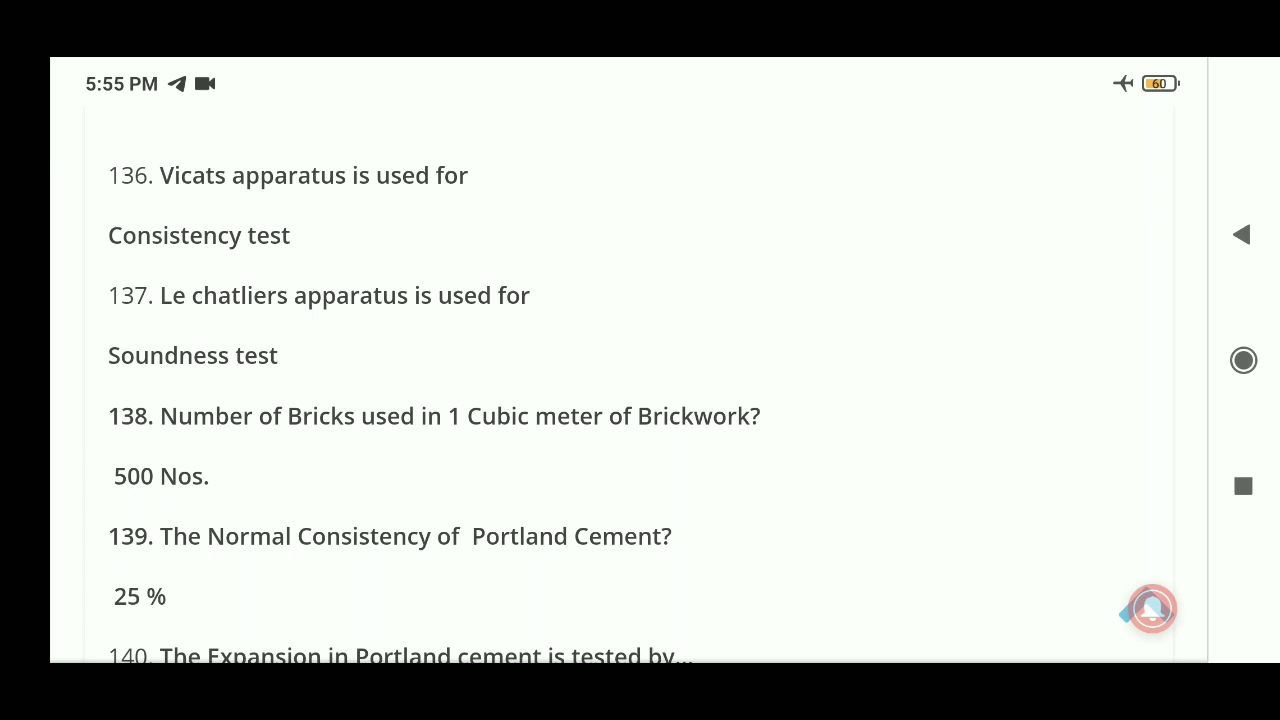 5:55 PM
60
136. Vicats apparatus is used for
Consistency test
137. Le chatliers apparatus is used for
Soundness test
138. Number of Bricks used in 1 Cubic meter of Brickwork?
500 Nos.
139. The Normal Consistency of  Portland Cement?
25 %
140. The Expansion in Portland cement is tested by...